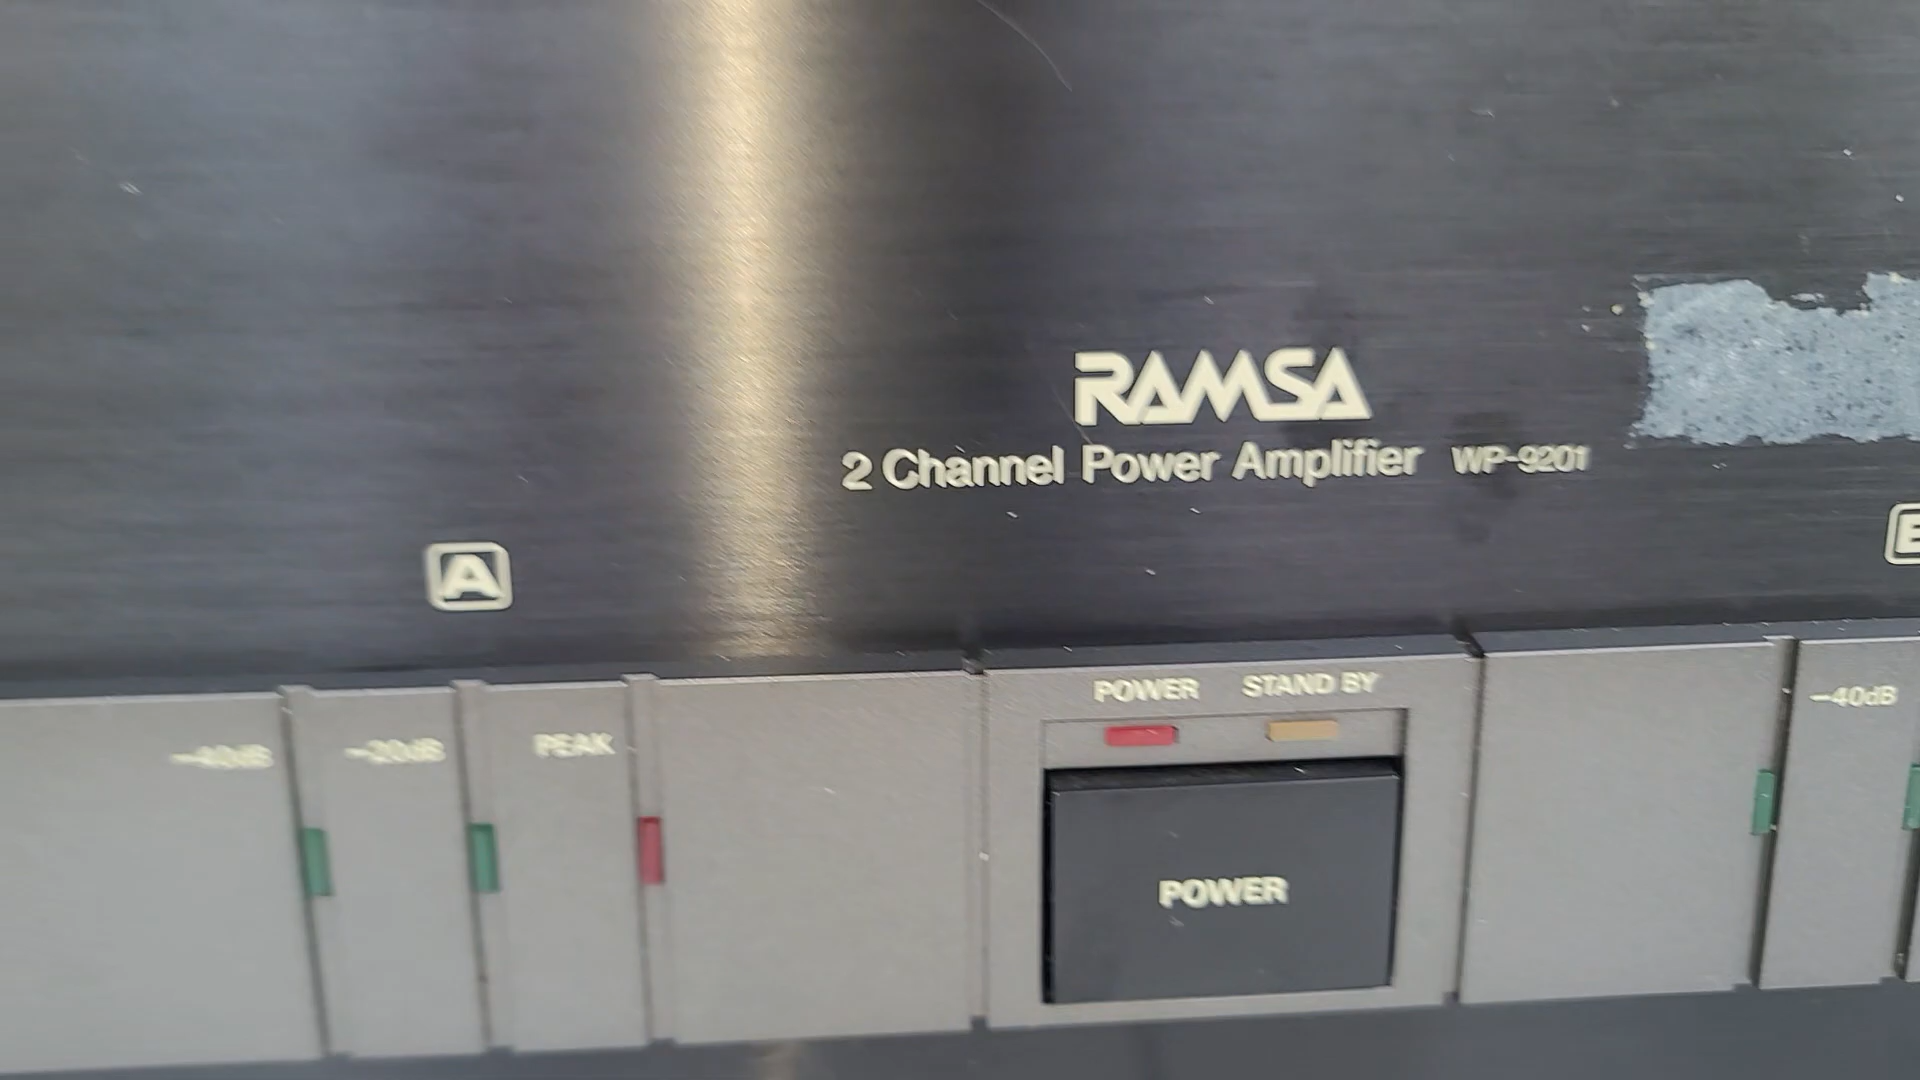 RAMSA
2 Channel Power Amplifier WP-9201
A
POWER STAND BY
-40dB -20dB PEAK
-40dB
POWER